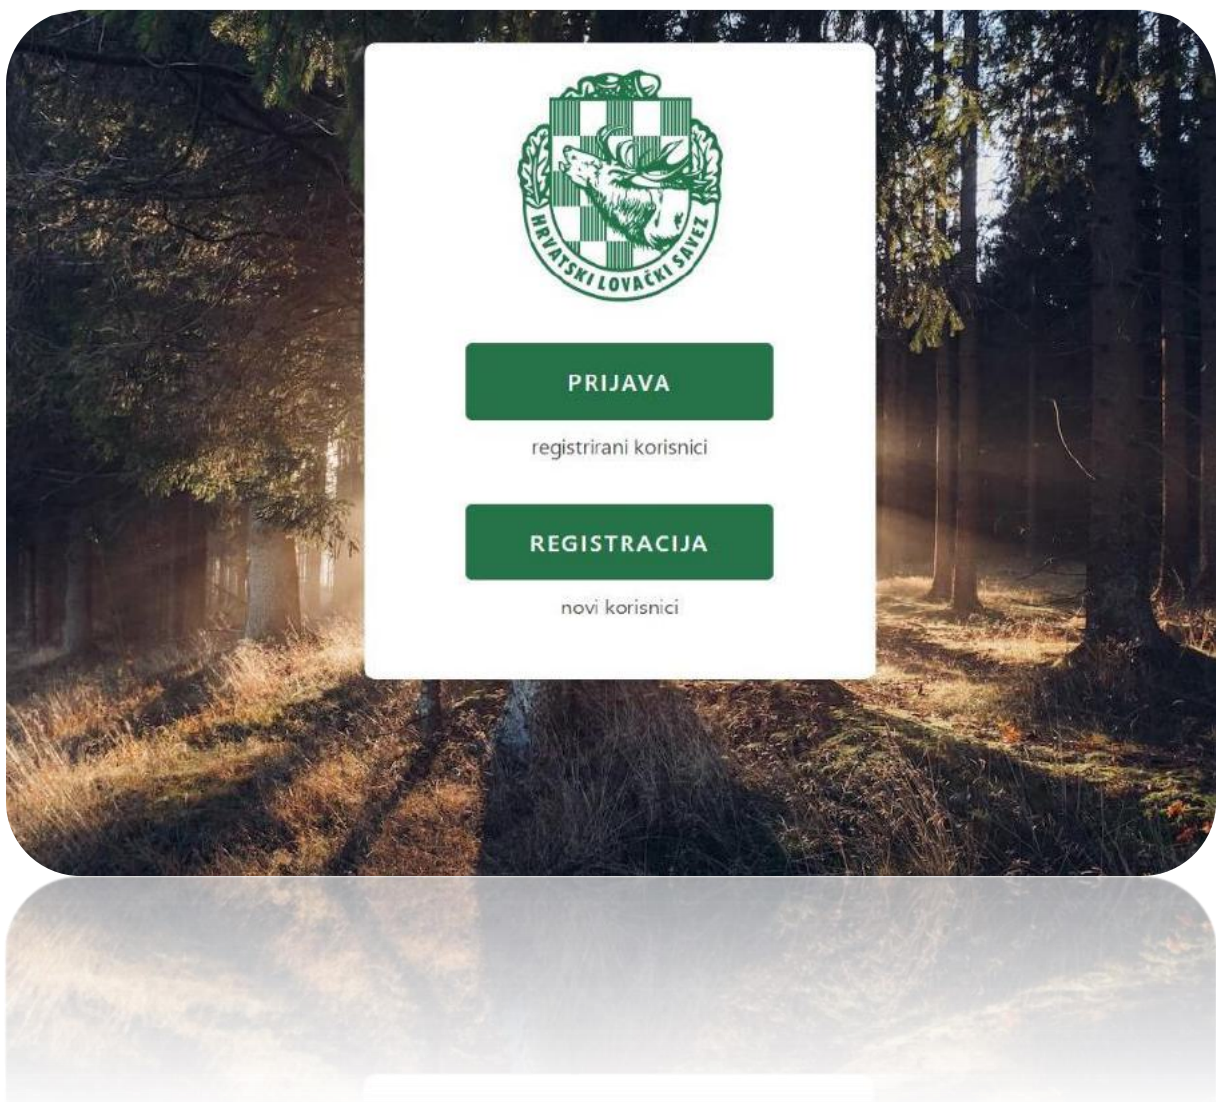 HRVATSKI LOVAČKI SAVEZ
PRIJAVA
registrirani korisnici
REGISTRACIJA
novi korisnici